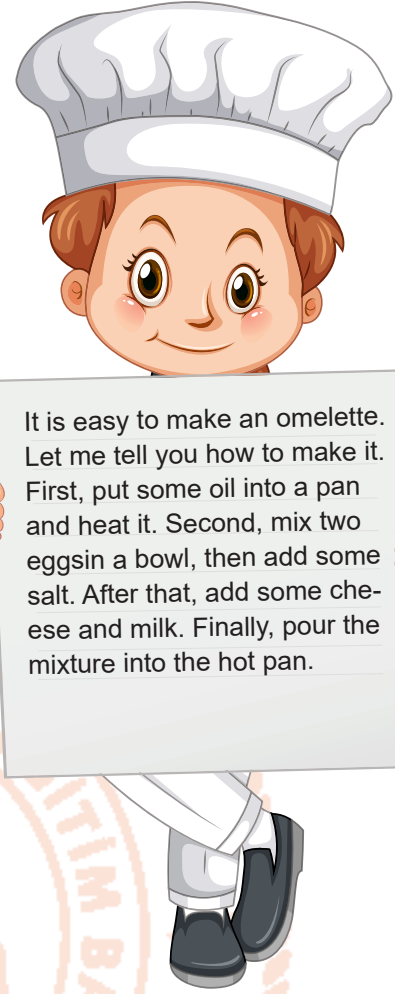 It is easy to make an omelette.
Let me tell you how to make it.
First, put some oil into a pan
and heat it. Second, mix two
eggsin a bowl, then add some
salt. After that, add some che-
ese and milk. Finally, pour the
mixture into the hot pan.